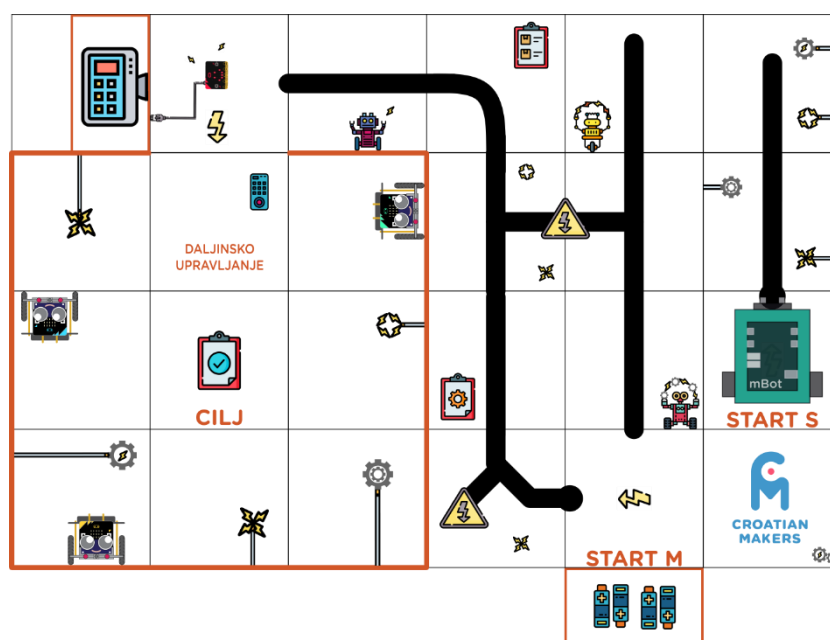 DALJINSKO
UPRAVLJANJE
mBot
CILJ
START S
CROATIAN
MAKERS
START M